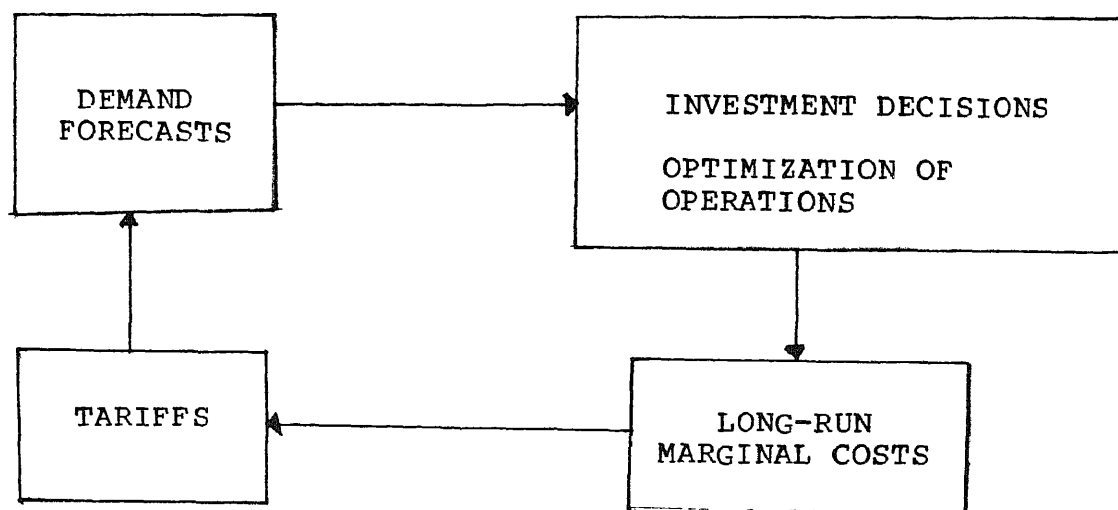 DEMAND
FORECASTS
INVESTMENT DECISIONS
OPTIMIZATION OF
OPERATIONS
TARIFFS
LONG-RUN
MARGINAL COSTS